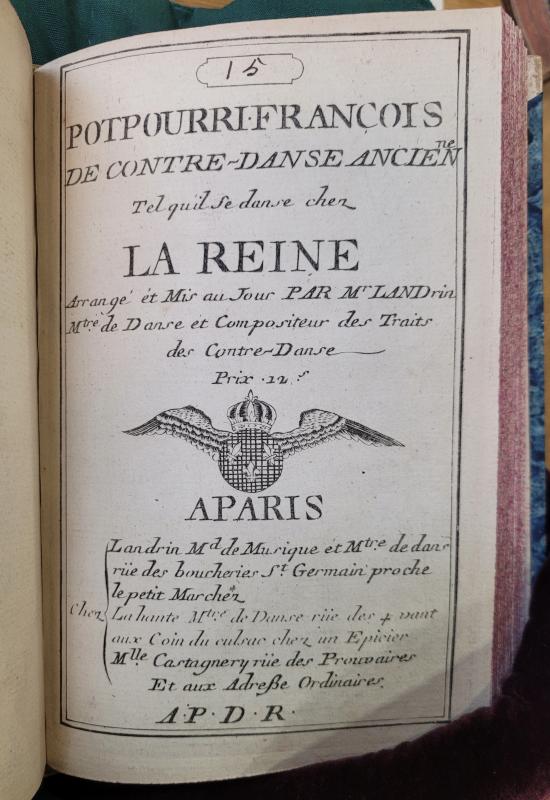 15
POTPOURRI·FRANÇOIS
DE CONTRE-DANSE ANCIENne
Tel quil Se danse chez
LA REINE
Arrangé ét Mis au Jour PAR Mr LANDrin
Mtre de Danse et Compositeur des Traits
des Contre-Danse
Prix ·12 s
APARIS
Chez
Landrin Md de Musique ét Mtre de dans
rüe des boucheries St Germain proche
le petit Marchez
La hante Mtre de Danse rüe des 4 vant
aux Coin du culsac chez un Epicier
Mlle Castagnery rüe des Prouvaires
Et aux Adreße Ordinaires.
A·P·D·R·